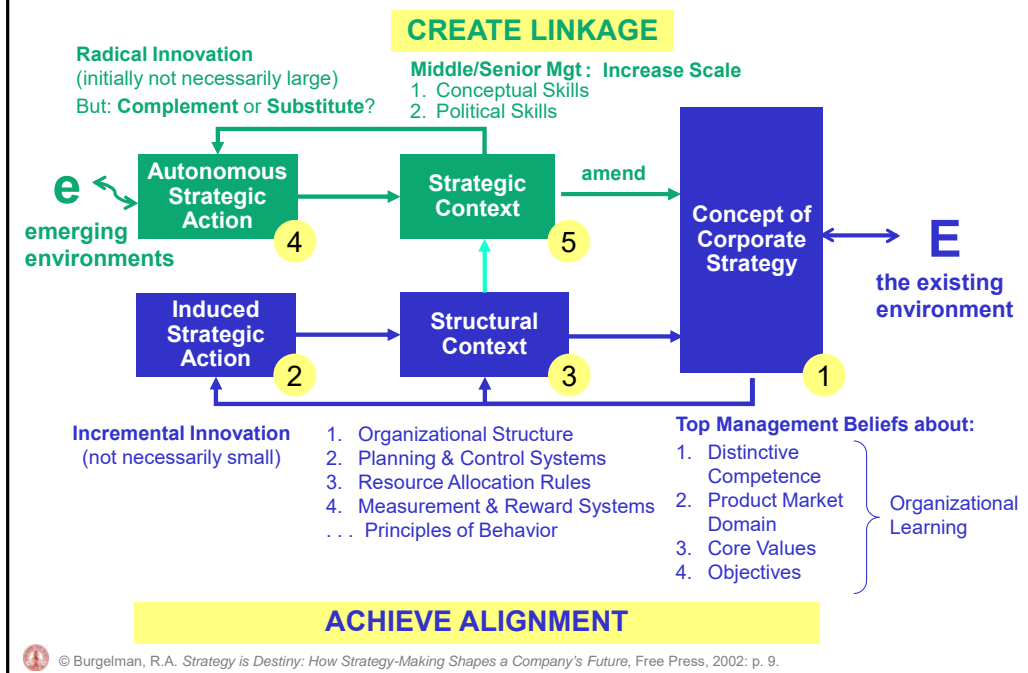 CREATE LINKAGE
Radical Innovation
(initially not necessarily large)
But: Complement or Substitute?
Middle/Senior Mgt : Increase Scale
1. Conceptual Skills
2. Political Skills
e
emerging
environments
Autonomous
Strategic
Action
4
Strategic
Context
5
amend
Concept of
Corporate
Strategy
1
E
the existing
environment
Induced
Strategic
Action
2
Structural
Context
3
Incremental Innovation
(not necessarily small)
1. Organizational Structure
2. Planning & Control Systems
3. Resource Allocation Rules
4. Measurement & Reward Systems
. . . Principles of Behavior
Top Management Beliefs about:
1. Distinctive
Competence
2. Product Market
Domain
3. Core Values
4. Objectives
Organizational
Learning
ACHIEVE ALIGNMENT
© Burgelman, R.A. Strategy is Destiny: How Strategy-Making Shapes a Company's Future, Free Press, 2002: p. 9.